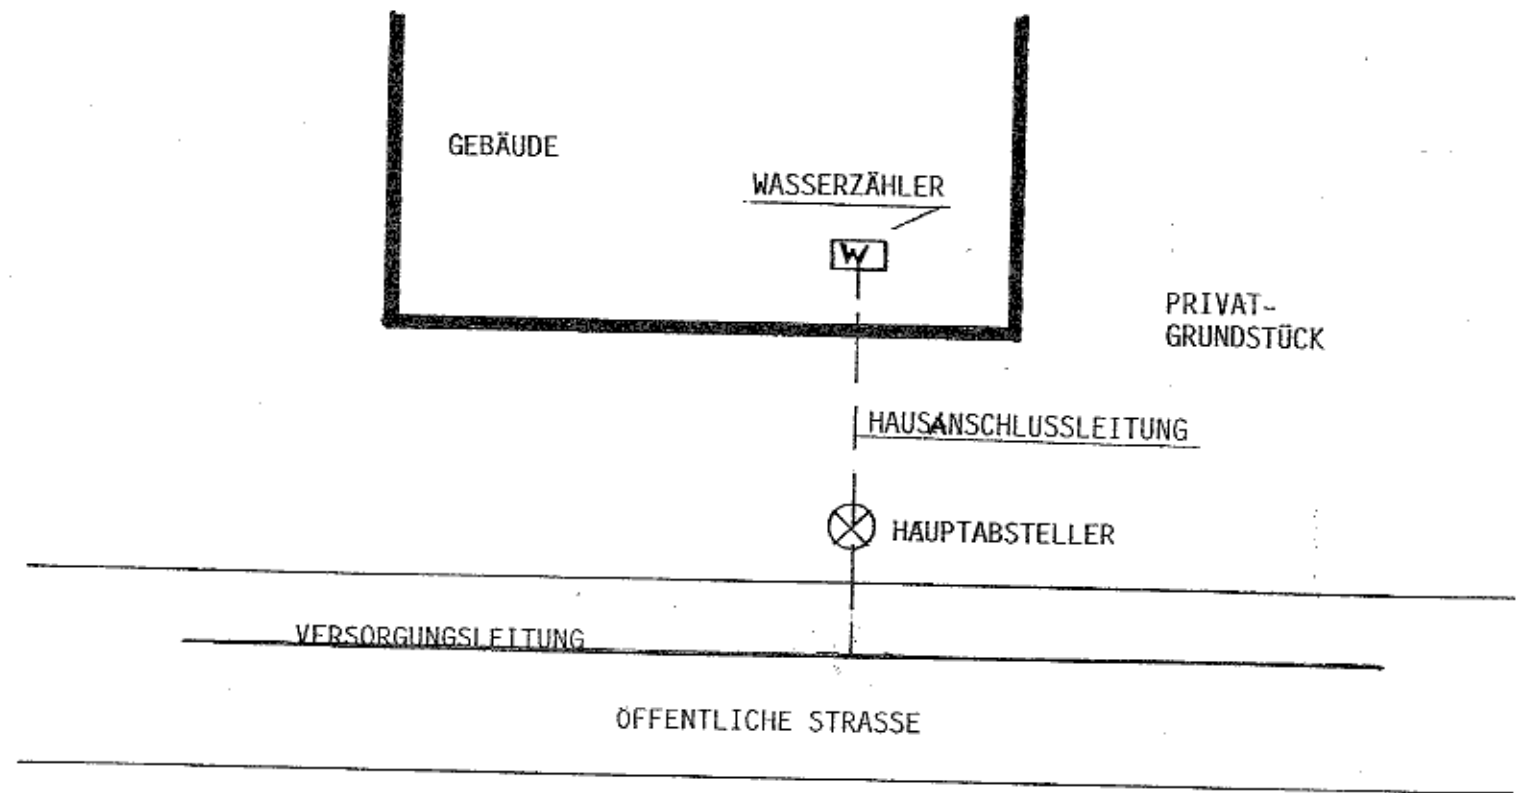 GEBÄUDE
WASSERZÄHLER
W
PRIVAT-
GRUNDSTÜCK
HAUSANSCHLUSSLEITUNG
HAUPTABSTELLER
VERSORGUNGSLEITUNG
ÖFFENTLICHE STRASSE